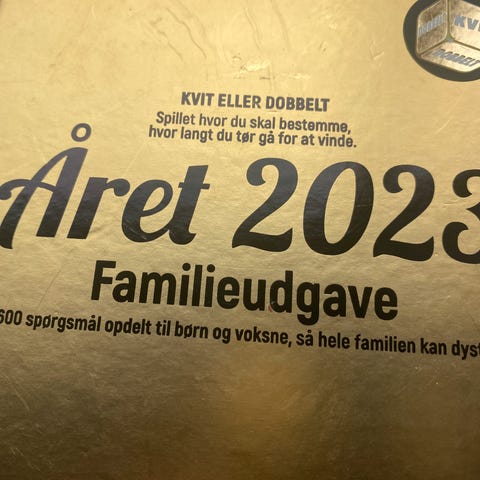 KVIT
DOBBELT
KVIT ELLER DOBBELT
Spillet hvor du skal bestemme,
hvor langt du tør gå for at vinde.
Året 2023
Familieudgave
600 spørgsmål opdelt til børn og voksne, så hele familien kan dyst